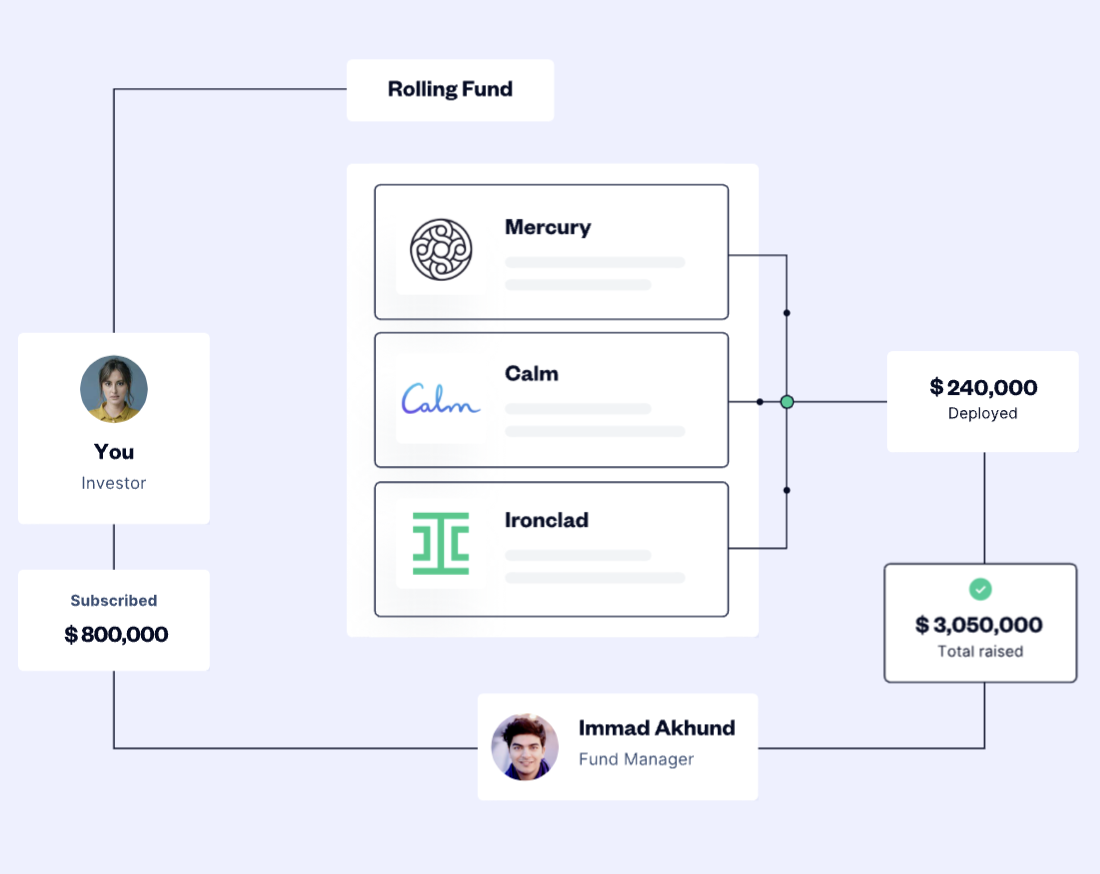 Rolling Fund
Mercury
Calm
Calm
Ironclad
You
Investor
Subscribed
$800,000
$240,000
Deployed
$3,050,000
Total raised
Immad Akhund
Fund Manager